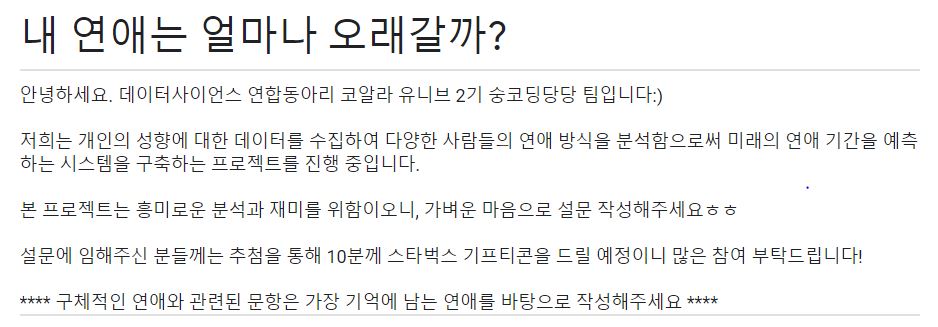 내 연애는 얼마나 오래갈까?
안녕하세요. 데이터사이언스 연합동아리 코알라 유니브 2기 숭코딩당당 팀입니다:)
저희는 개인의 성향에 대한 데이터를 수집하여 다양한 사람들의 연애 방식을 분석함으로써 미래의 연애 기간을 예측
하는 시스템을 구축하는 프로젝트를 진행 중입니다.
본 프로젝트는 흥미로운 분석과 재미를 위함이오니, 가벼운 마음으로 설문 작성해주세요ㅎㅎ
설문에 임해주신 분들께는 추첨을 통해 10분께 스타벅스 기프티콘을 드릴 예정이니 많은 참여 부탁드립니다!
**** 구체적인 연애와 관련된 문항은 가장 기억에 남는 연애를 바탕으로 작성해주세요 ****